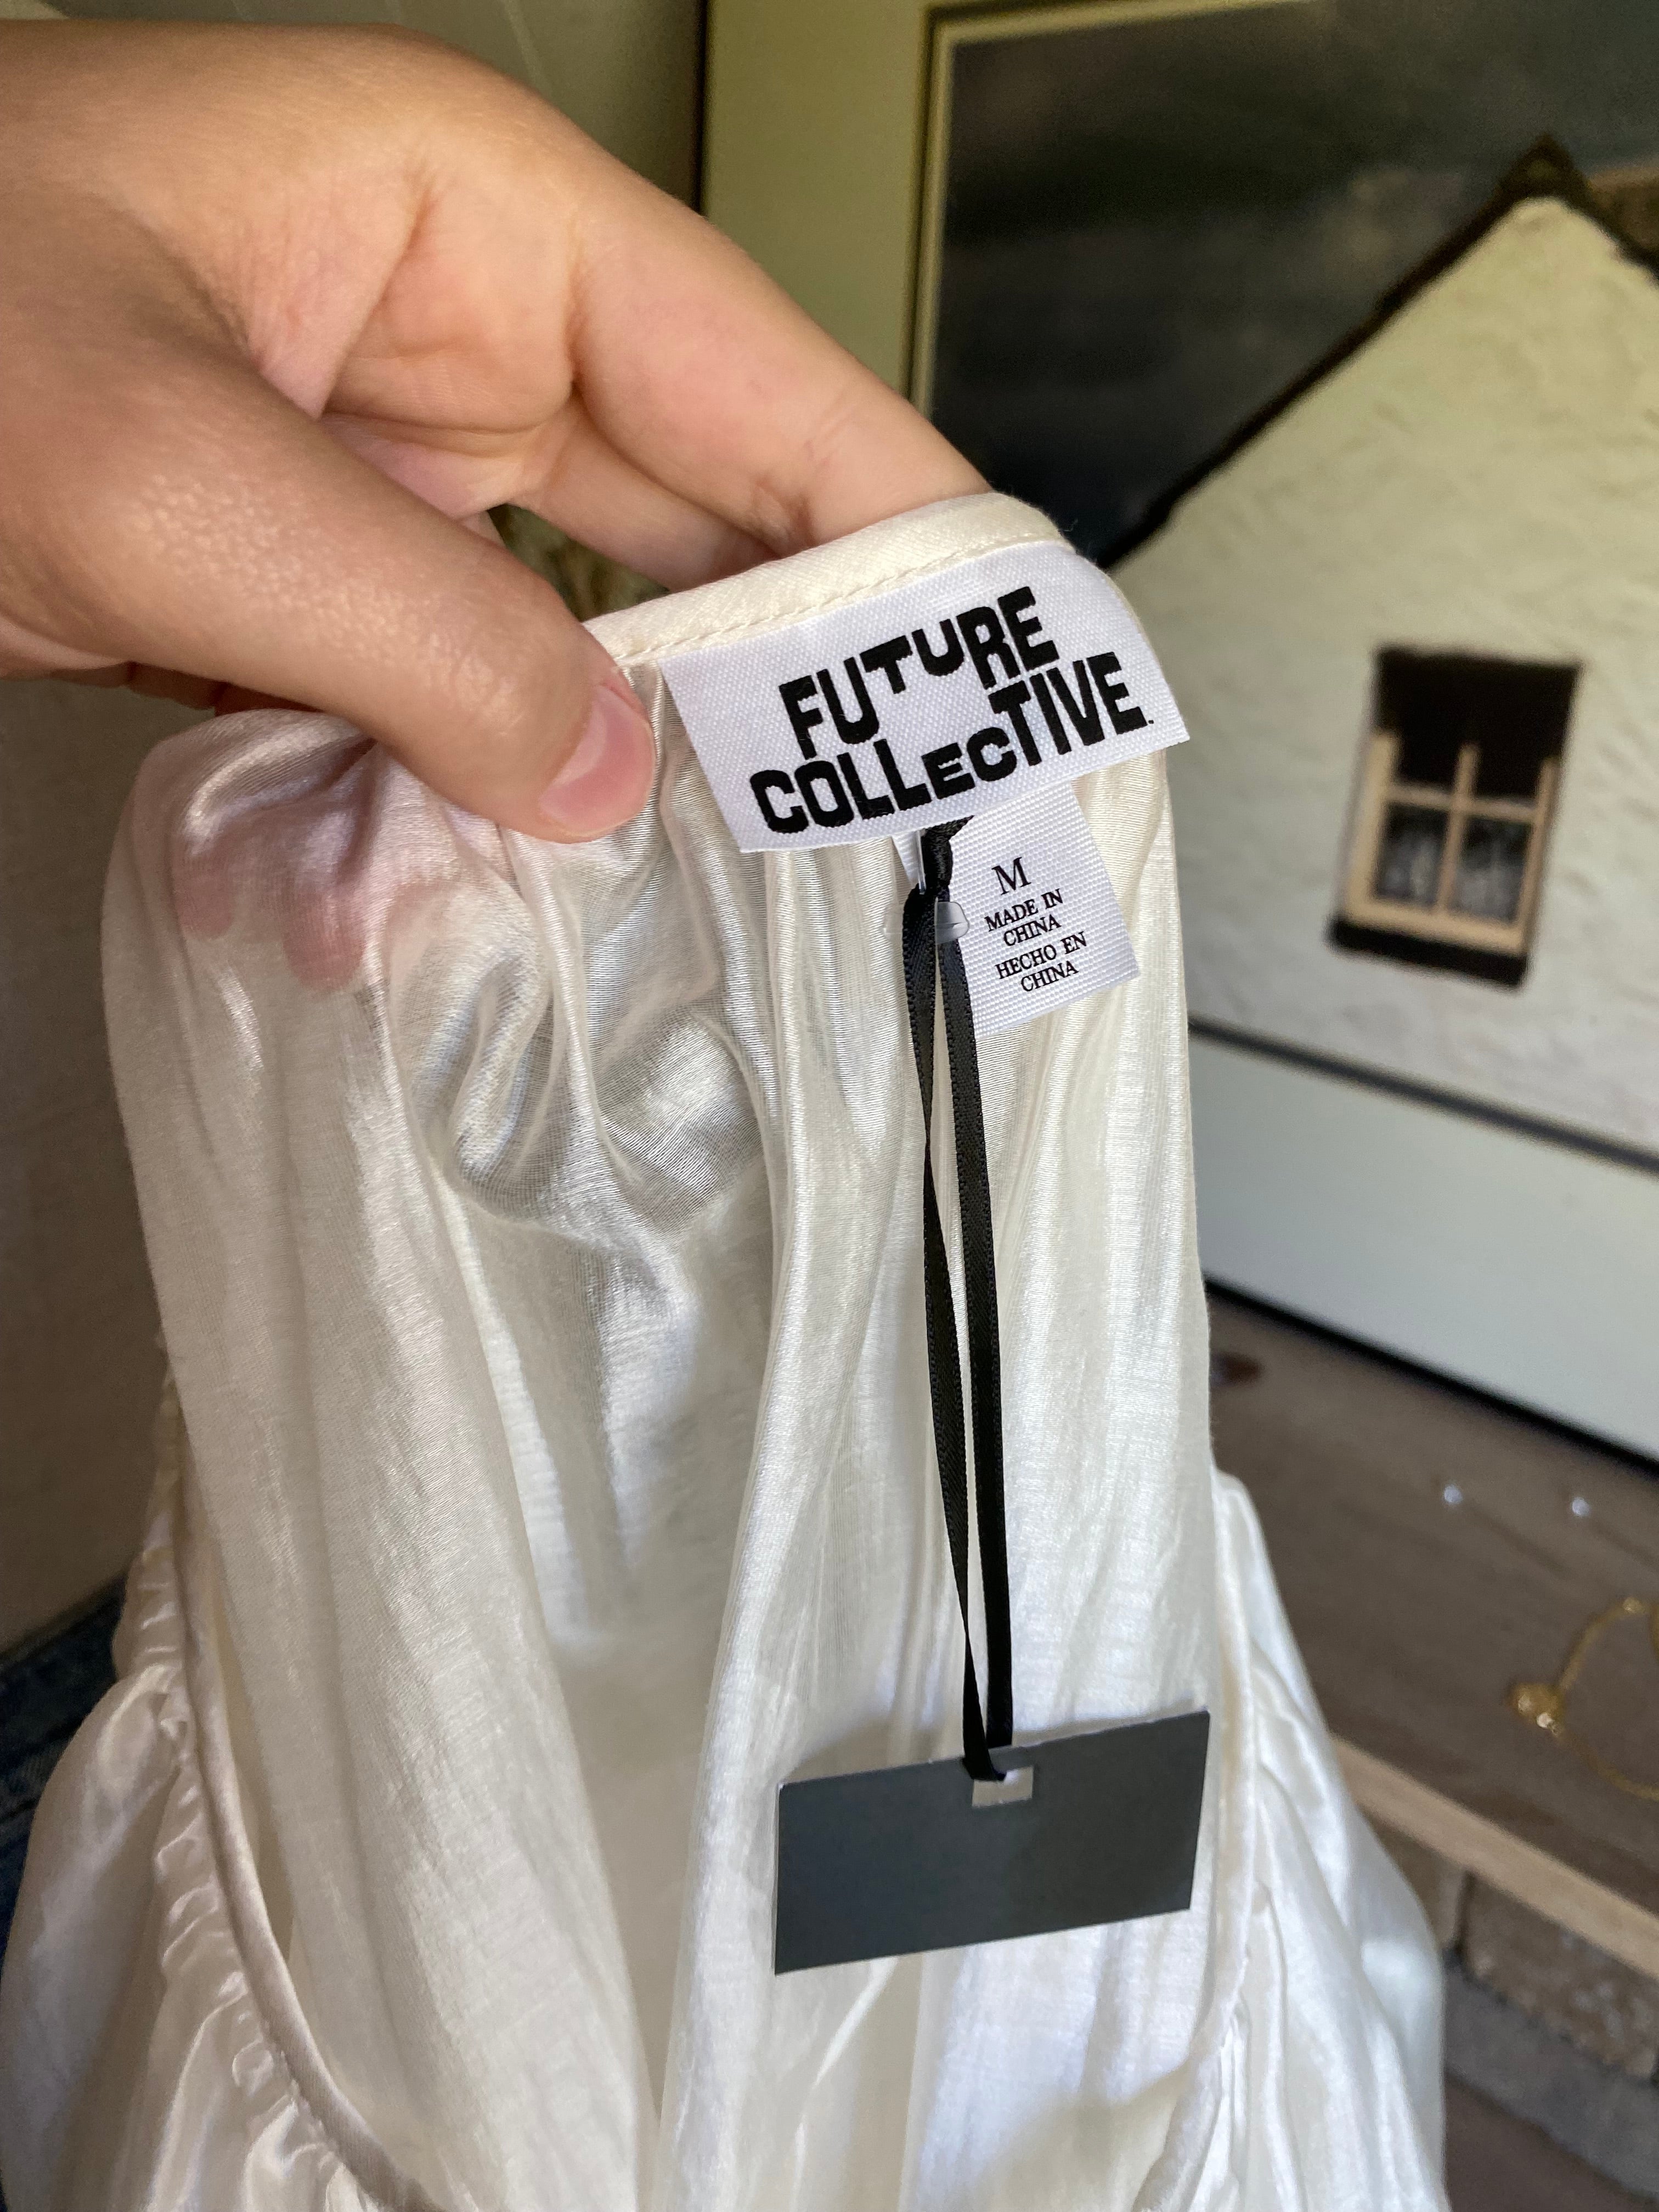 FUTURE
COLLECTIVE.
M
MADE IN
CHINA
HECHO EN
CHINA